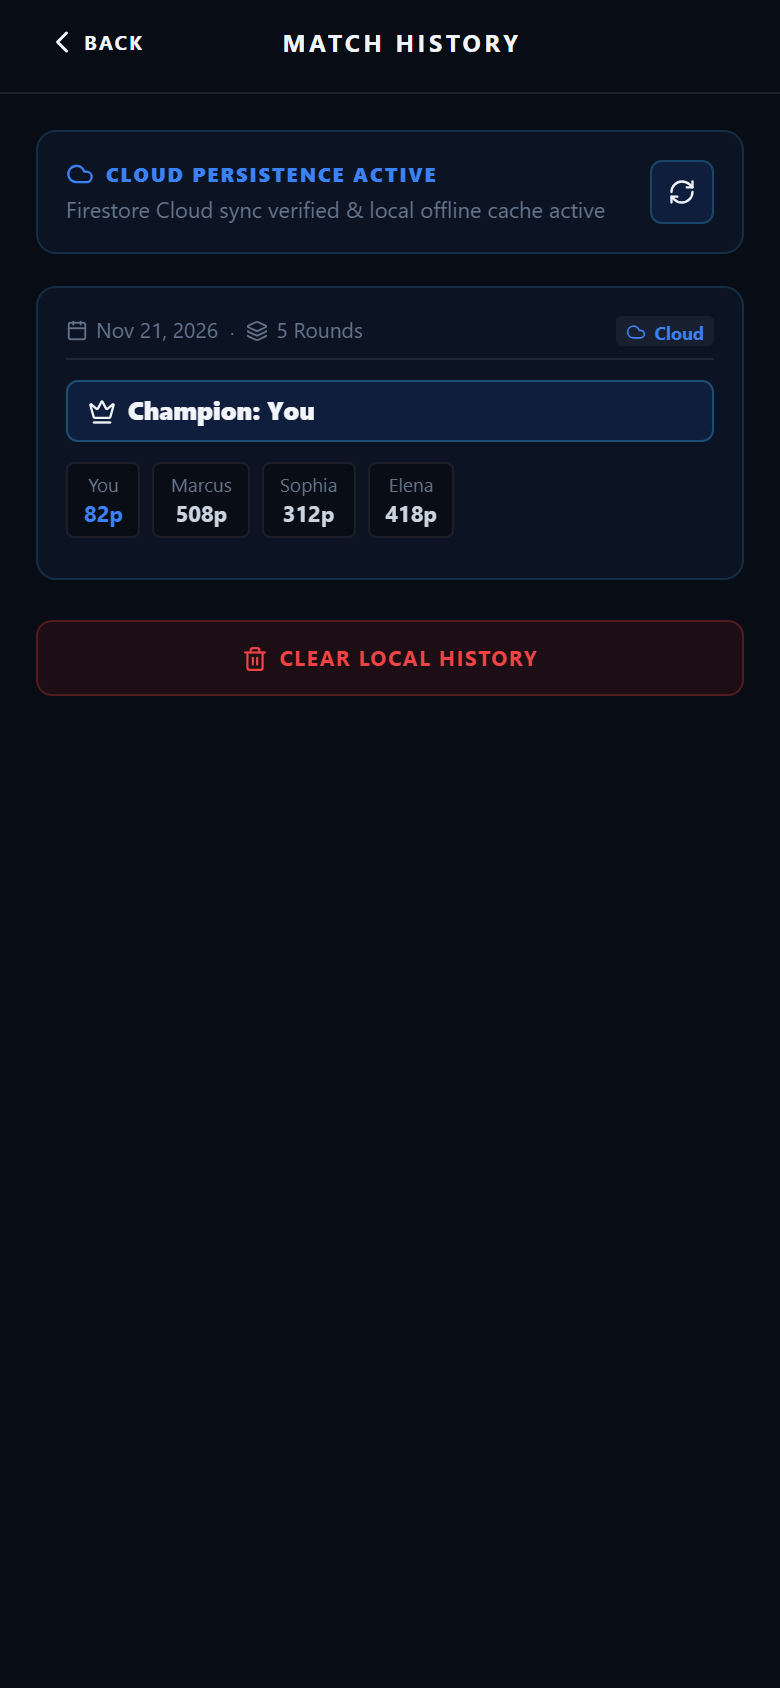 BACK
MATCH HISTORY
CLOUD PERSISTENCE ACTIVE
Firestore Cloud sync verified & local offline cache active
Nov 21, 2026 · 5 Rounds
Cloud
Champion: You
You Marcus Sophia Elena
82p 508p 312p 418p
CLEAR LOCAL HISTORY